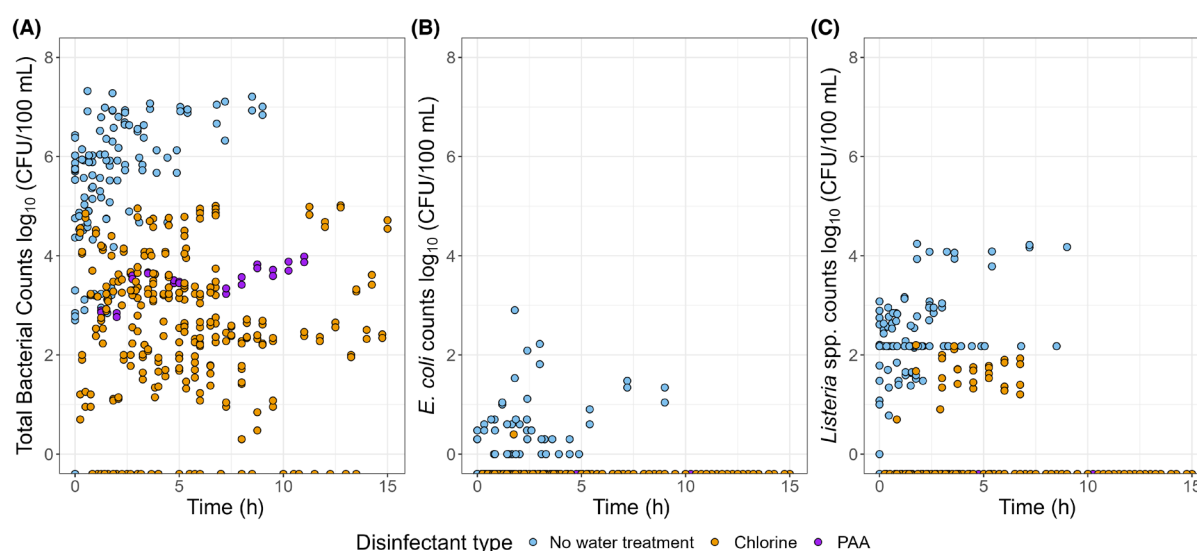 (A)
Total Bacterial Counts log10 (CFU/100 mL)
8
6
4
2
0
0 5 10 15
Time (h)
(B)
E. coli counts log10 (CFU/100 mL)
8
6
4
2
0
0 5 10 15
Time (h)
(C)
Listeria spp. counts log10 (CFU/100 mL)
8
6
4
2
0
0 5 10 15
Time (h)
Disinfectant type No water treatment Chlorine PAA